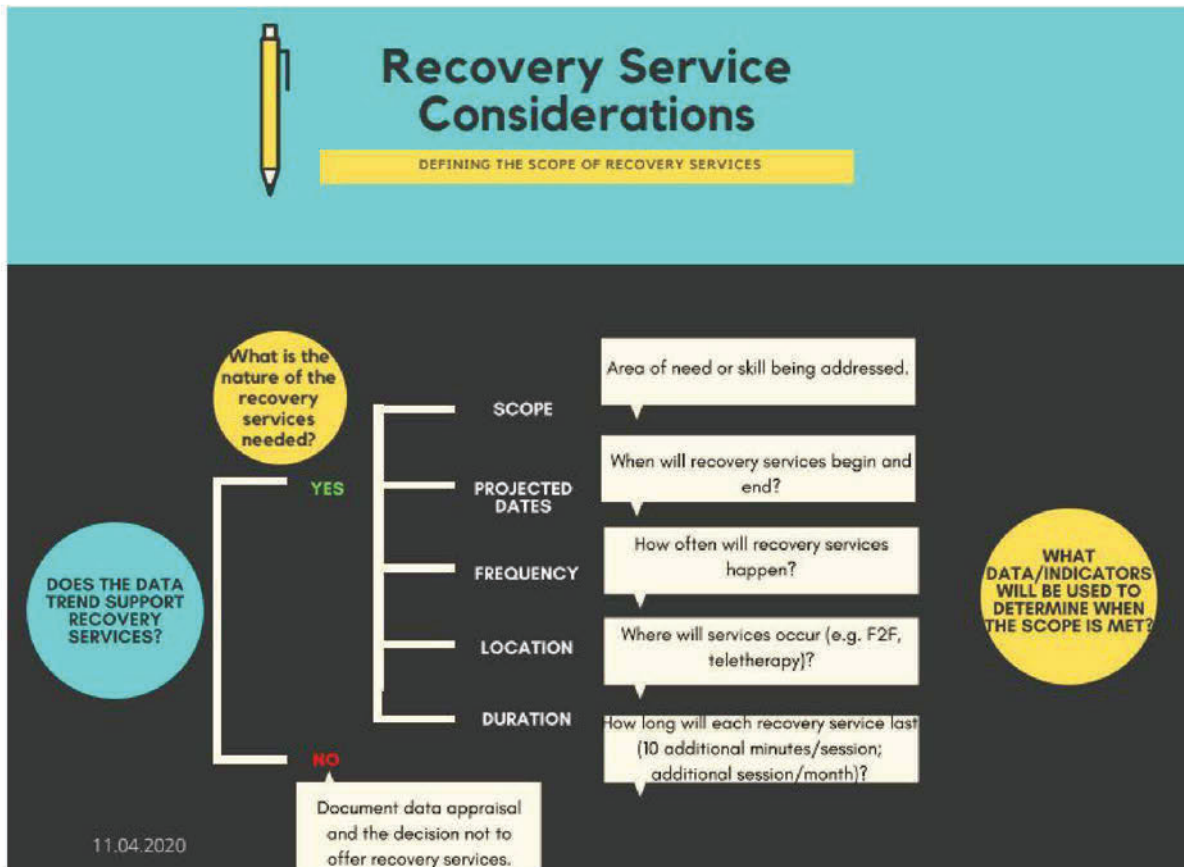 Recovery Service
Considerations
DEFINING THE SCOPE OF RECOVERY SERVICES
DOES THE DATA
TREND SUPPORT
RECOVERY
SERVICES?
YES
What is the
nature of the
recovery
services
needed?
SCOPE
Area of need or skill being addressed.
PROJECTED
DATES
When will recovery services begin and
end?
FREQUENCY
How often will recovery services
happen?
LOCATION
Where will services occur (e.g. F2F,
teletherapy)?
DURATION
How long will each recovery service last
(10 additional minutes/session;
additional session/month)?
WHAT
DATA/INDICATORS
WILL BE USED TO
DETERMINE WHEN
THE SCOPE IS MET?
NO
Document data appraisal
and the decision not to
offer recovery services.
11.04.2020